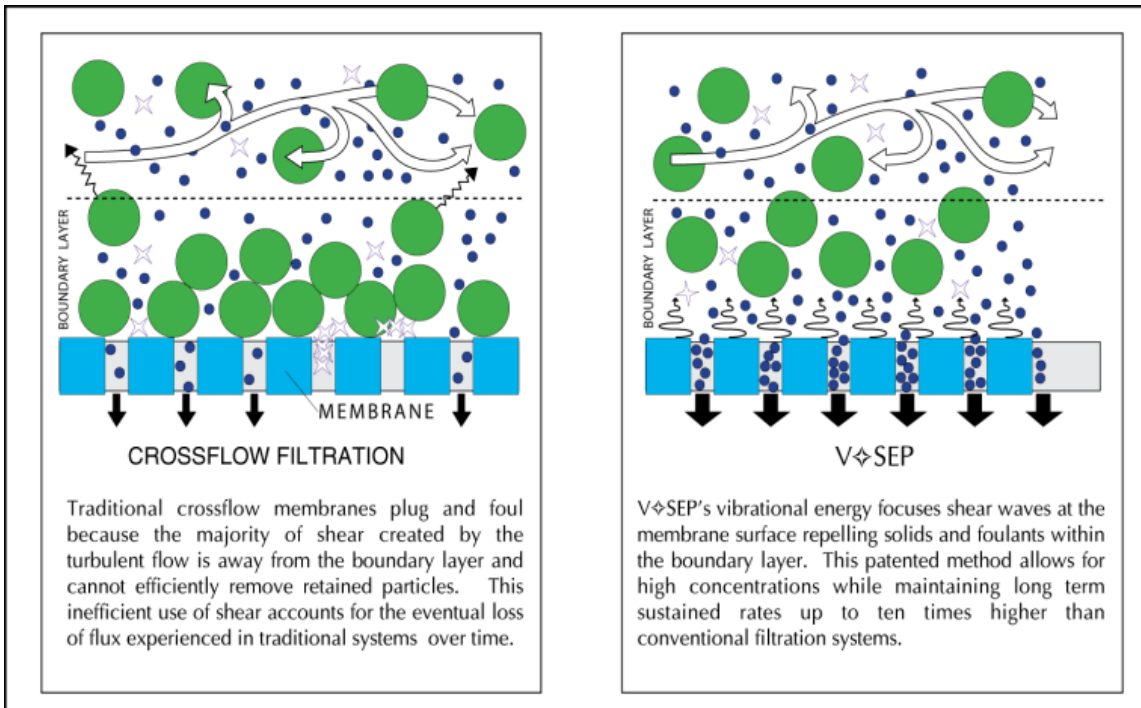 BOUNDARY LAYER
MEMBRANE
CROSSFLOW FILTRATION
Traditional crossflow membranes plug and foul
because the majority of shear created by the
turbulent flow is away from the boundary layer and
cannot efficiently remove retained particles. This
inefficient use of shear accounts for the eventual loss
of flux experienced in traditional systems over time.
BOUNDARY LAYER
V✧SEP
V✧SEP's vibrational energy focuses shear waves at the
membrane surface repelling solids and foulants within
the boundary layer. This patented method allows for
high concentrations while maintaining long term
sustained rates up to ten times higher than
conventional filtration systems.